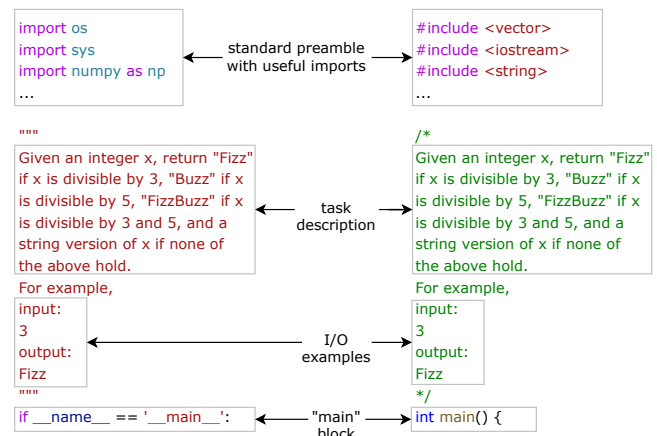 import os
import sys
import numpy as np
...
standard preamble
with useful imports
#include <vector>
#include <iostream>
#include <string>
...
"""
Given an integer x, return "Fizz"
if x is divisible by 3, "Buzz" if x
is divisible by 5, "FizzBuzz" if x
is divisible by 3 and 5, and a
string version of x if none of
the above hold.
For example,
input:
3
output:
Fizz
"""
if __name__ == '__main__':
task
description
I/O
examples
"main"
block
/*
Given an integer x, return "Fizz"
if x is divisible by 3, "Buzz" if x
is divisible by 5, "FizzBuzz" if x
is divisible by 3 and 5, and a
string version of x if none of
the above hold.
For example,
input:
3
output:
Fizz
*/
int main() {